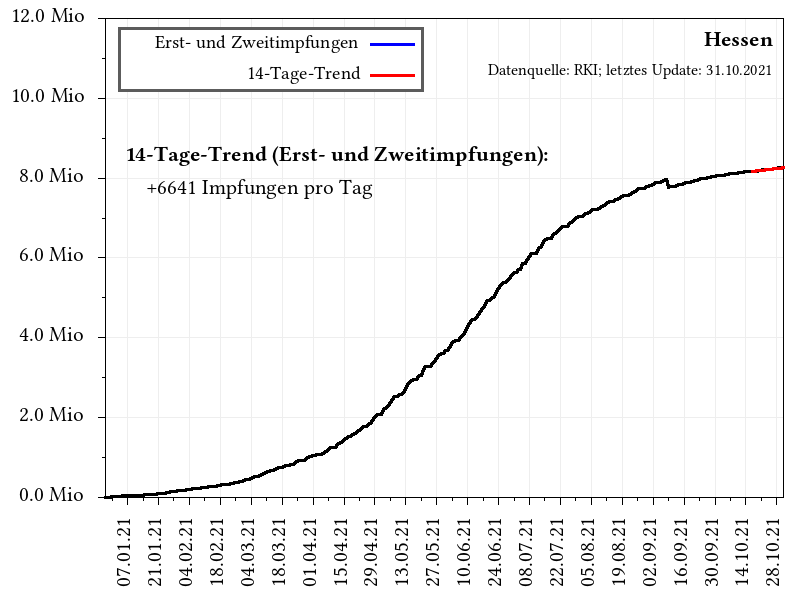 12.0 Mio
10.0 Mio
8.0 Mio
6.0 Mio
4.0 Mio
2.0 Mio
0.0 Mio
Erst- und Zweitimpfungen
14-Tage-Trend
Hessen
Datenquelle: RKI; letztes Update: 31.10.2021
14-Tage-Trend (Erst- und Zweitimpfungen):
+6641 Impfungen pro Tag
07.01.21
21.01.21
04.02.21
18.02.21
04.03.21
18.03.21
01.04.21
15.04.21
29.04.21
13.05.21
27.05.21
10.06.21
24.06.21
08.07.21
22.07.21
05.08.21
19.08.21
02.09.21
16.09.21
30.09.21
14.10.21
28.10.21